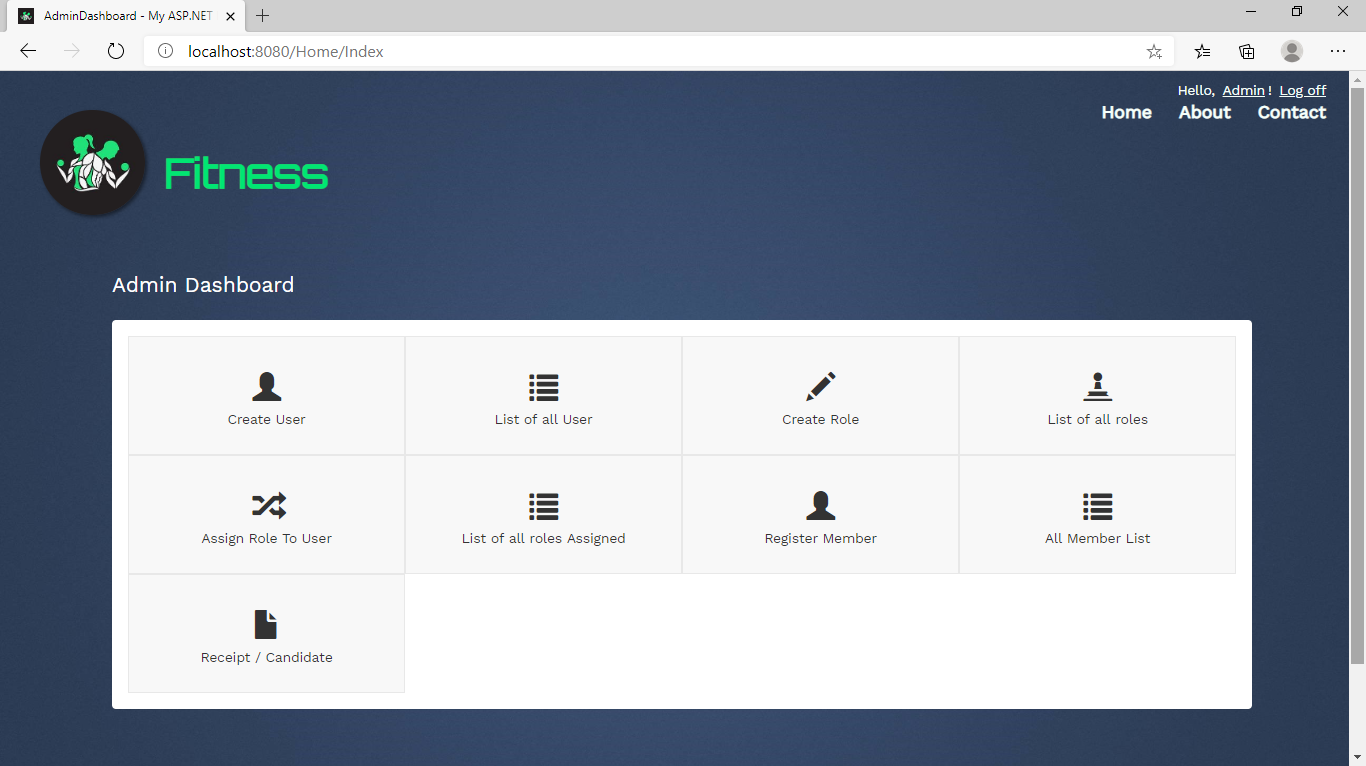 AdminDashboard - My ASP.NET
localhost:8080/Home/Index
Hello, Admin ! Log off
Home About Contact
Fitness
Admin Dashboard
Create User List of all User Create Role List of all roles
Assign Role To User List of all roles Assigned Register Member All Member List
Receipt / Candidate